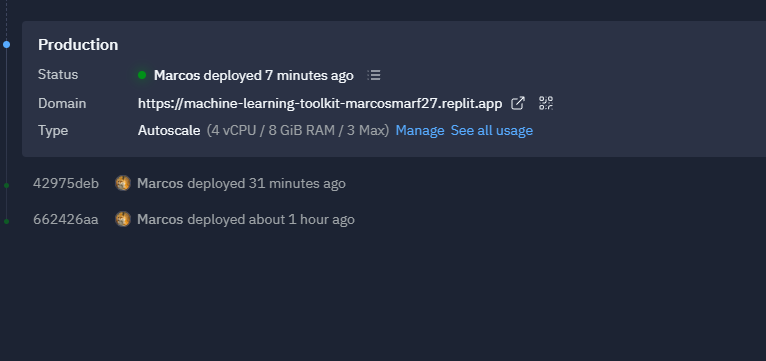 Production
Status Marcos deployed 7 minutes ago
Domain https://machine-learning-toolkit-marcosmarf27.replit.app
Type Autoscale (4 vCPU / 8 GiB RAM / 3 Max) Manage See all usage
42975deb Marcos deployed 31 minutes ago
662426aa Marcos deployed about 1 hour ago